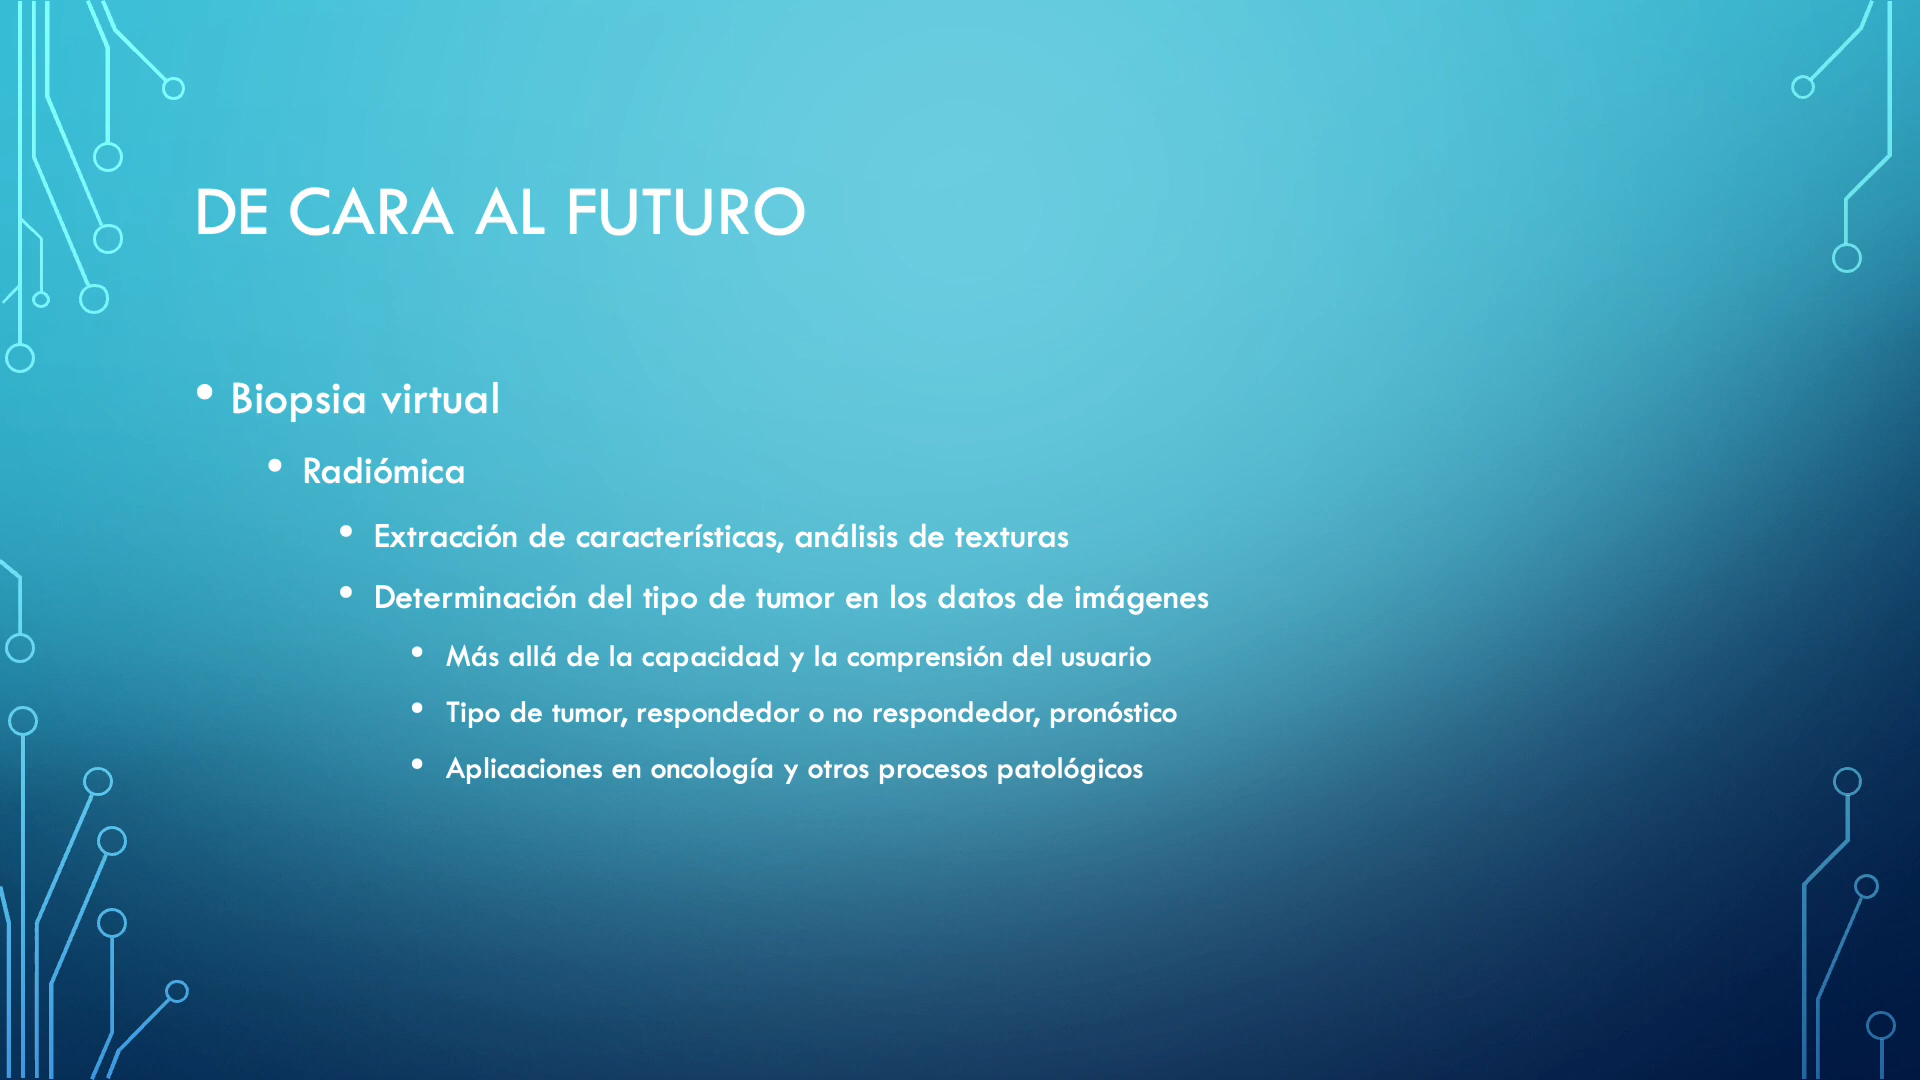 DE CARA AL FUTURO
• Biopsia virtual
• Radiómica
• Extracción de características, análisis de texturas
• Determinación del tipo de tumor en los datos de imágenes
• Más allá de la capacidad y la comprensión del usuario
• Tipo de tumor, respondedor o no respondedor, pronóstico
• Aplicaciones en oncología y otros procesos patológicos